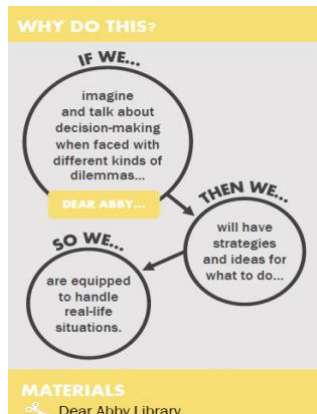 WHY DO THIS?
IF WE...
imagine
and talk about
decision-making
when faced with
different kinds of
dilemmas...
DEAR ABBY...
THEN WE...
will have
strategies
and ideas for
what to do...
SO WE...
are equipped
to handle
real-life
situations.
MATERIALS
Dear Abby Library